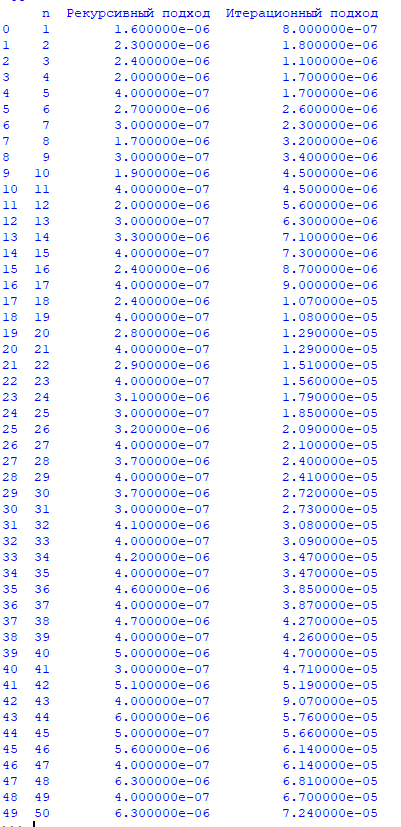 n Рекурсивный подход Итерационный подход
0 1 1.600000e-06 8.000000e-07
1 2 2.300000e-06 1.800000e-06
2 3 2.400000e-06 1.100000e-06
3 4 2.000000e-06 1.700000e-06
4 5 4.000000e-07 1.700000e-06
5 6 2.700000e-06 2.600000e-06
6 7 3.000000e-07 2.300000e-06
7 8 1.700000e-06 3.200000e-06
8 9 3.000000e-07 3.400000e-06
9 10 1.900000e-06 4.500000e-06
10 11 4.000000e-07 4.500000e-06
11 12 2.000000e-06 5.600000e-06
12 13 3.000000e-07 6.300000e-06
13 14 3.300000e-06 7.100000e-06
14 15 4.000000e-07 7.300000e-06
15 16 2.400000e-06 8.700000e-06
16 17 4.000000e-07 9.000000e-06
17 18 2.400000e-06 1.070000e-05
18 19 4.000000e-07 1.080000e-05
19 20 2.800000e-06 1.290000e-05
20 21 4.000000e-07 1.290000e-05
21 22 2.900000e-06 1.510000e-05
22 23 4.000000e-07 1.560000e-05
23 24 3.100000e-06 1.790000e-05
24 25 3.000000e-07 1.850000e-05
25 26 3.200000e-06 2.090000e-05
26 27 4.000000e-07 2.100000e-05
27 28 3.700000e-06 2.400000e-05
28 29 4.000000e-07 2.410000e-05
29 30 3.700000e-06 2.720000e-05
30 31 3.000000e-07 2.730000e-05
31 32 4.100000e-06 3.080000e-05
32 33 4.000000e-07 3.090000e-05
33 34 4.200000e-06 3.470000e-05
34 35 4.000000e-07 3.470000e-05
35 36 4.600000e-06 3.850000e-05
36 37 4.000000e-07 3.870000e-05
37 38 4.700000e-06 4.270000e-05
38 39 4.000000e-07 4.260000e-05
39 40 5.000000e-06 4.700000e-05
40 41 3.000000e-07 4.710000e-05
41 42 5.100000e-06 5.190000e-05
42 43 4.000000e-07 9.070000e-05
43 44 6.000000e-06 5.760000e-05
44 45 5.000000e-07 5.660000e-05
45 46 5.600000e-06 6.140000e-05
46 47 4.000000e-07 6.140000e-05
47 48 6.300000e-06 6.810000e-05
48 49 4.000000e-07 6.700000e-05
49 50 6.300000e-06 7.240000e-05